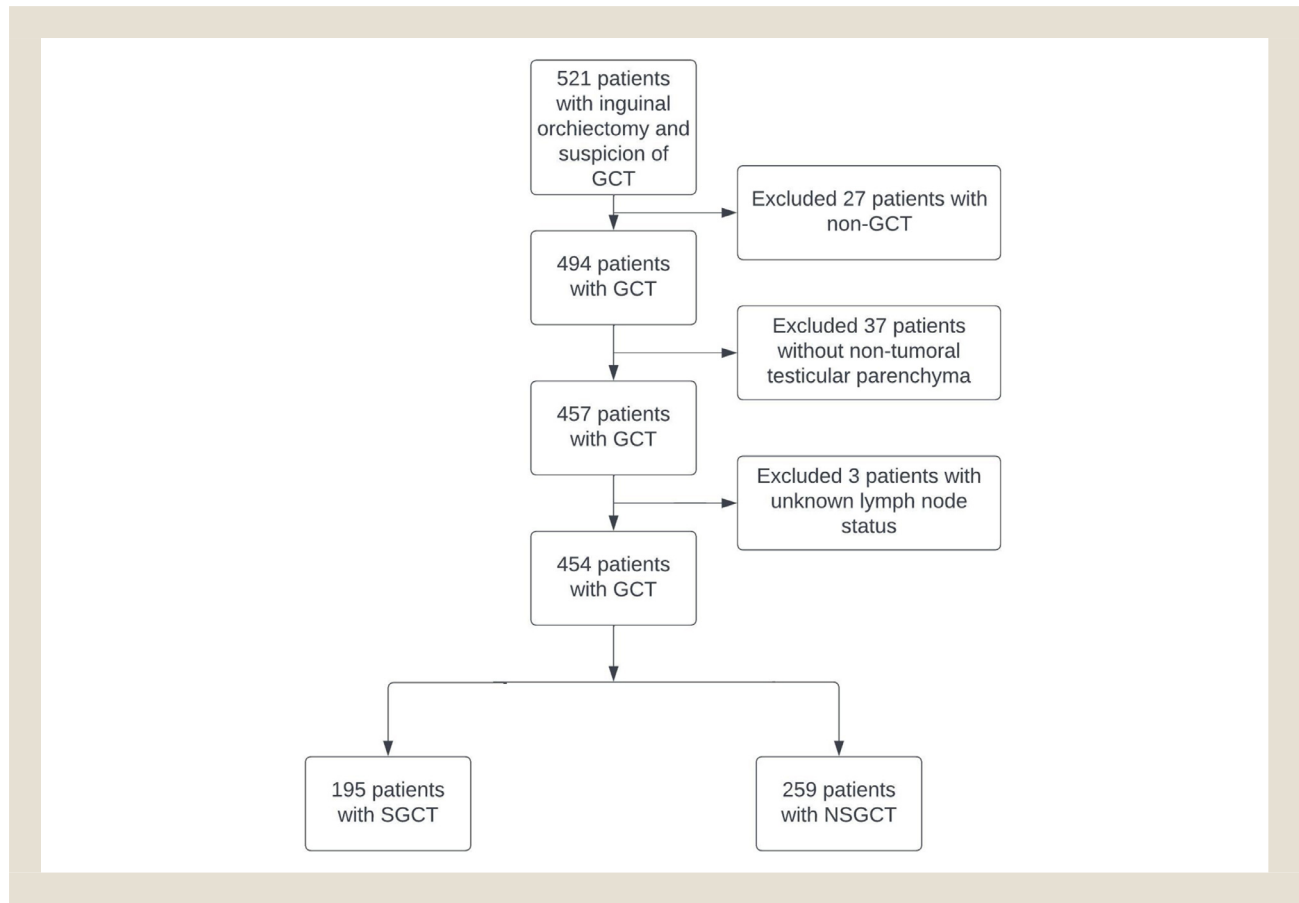 521 patients
with inguinal
orchiectomy and
suspicion of
GCT
Excluded 27 patients with
non-GCT
494 patients
with GCT
Excluded 37 patients
without non-tumoral
testicular parenchyma
457 patients
with GCT
Excluded 3 patients with
unknown lymph node
status
454 patients
with GCT
195 patients
with SGCT
259 patients
with NSGCT